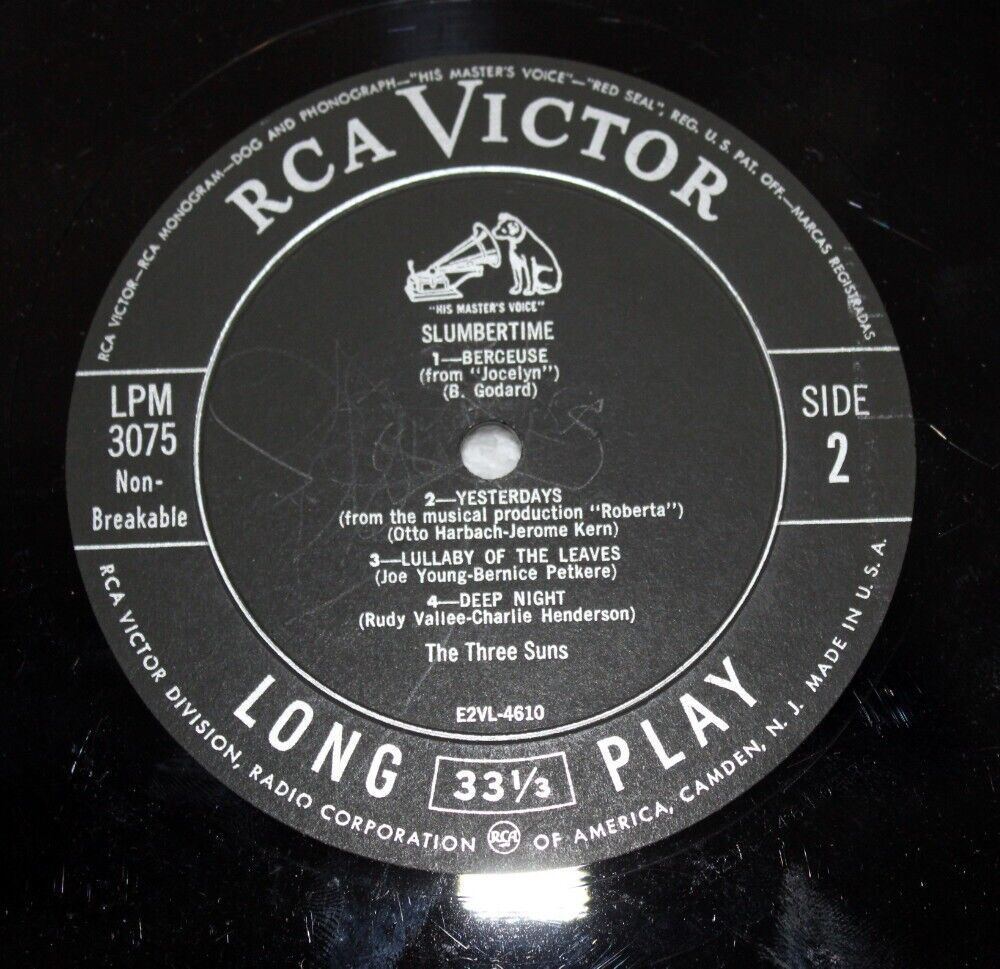 RCA VICTOR—RCA MONOGRAM—DOG AND PHONOGRAPH—"HIS MASTER'S VOICE"—"RED SEAL", REG. U. S. PAT. OFF.—MARCAS REGISTRADAS
RCA VICTOR
"HIS MASTER'S VOICE"
SLUMBERTIME
1—BERCEUSE
(from "Jocelyn")
(B. Godard)
LPM
3075
Non-
Breakable
SIDE
2
2—YESTERDAYS
(from the musical production "Roberta")
(Otto Harbach-Jerome Kern)
3—LULLABY OF THE LEAVES
(Joe Young-Bernice Petkere)
4—DEEP NIGHT
(Rudy Vallee-Charlie Henderson)
The Three Suns
E2VL-4610
LONG 33 1/3 PLAY
RCA VICTOR DIVISION, RADIO CORPORATION RCA OF AMERICA, CAMDEN, N. J. MADE IN U. S. A.